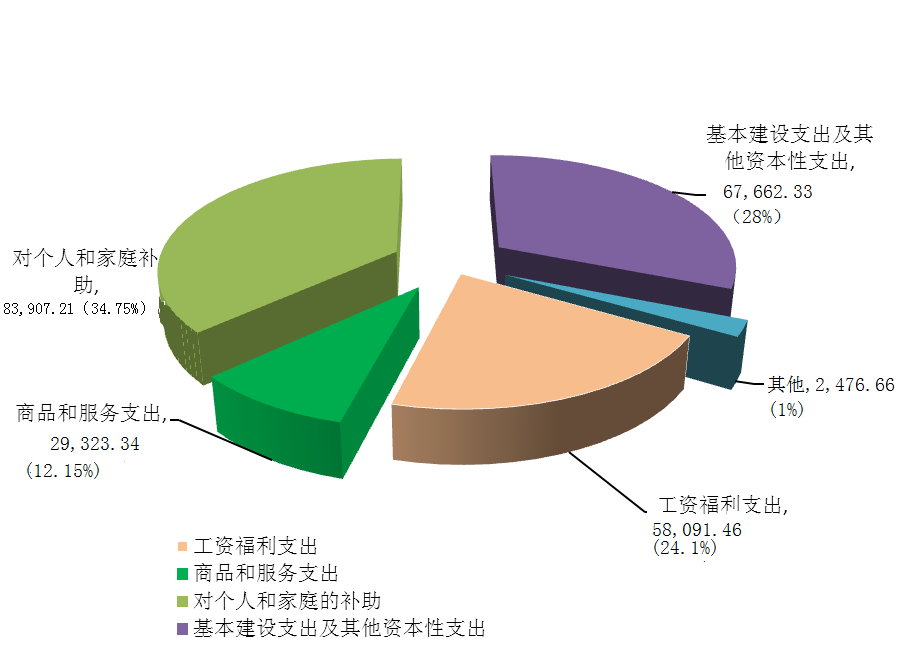 基本建设支出及其
他资本性支出,
67,662.33
（28%）
对个人和家庭补
助,
83,907.21（34.75%）
其他,2,476.66
(1%)
商品和服务支出,
29,323.34
(12.15%)
工资福利支出,
58,091.46
(24.1%)
工资福利支出
商品和服务支出
对个人和家庭的补助
基本建设支出及其他资本性支出